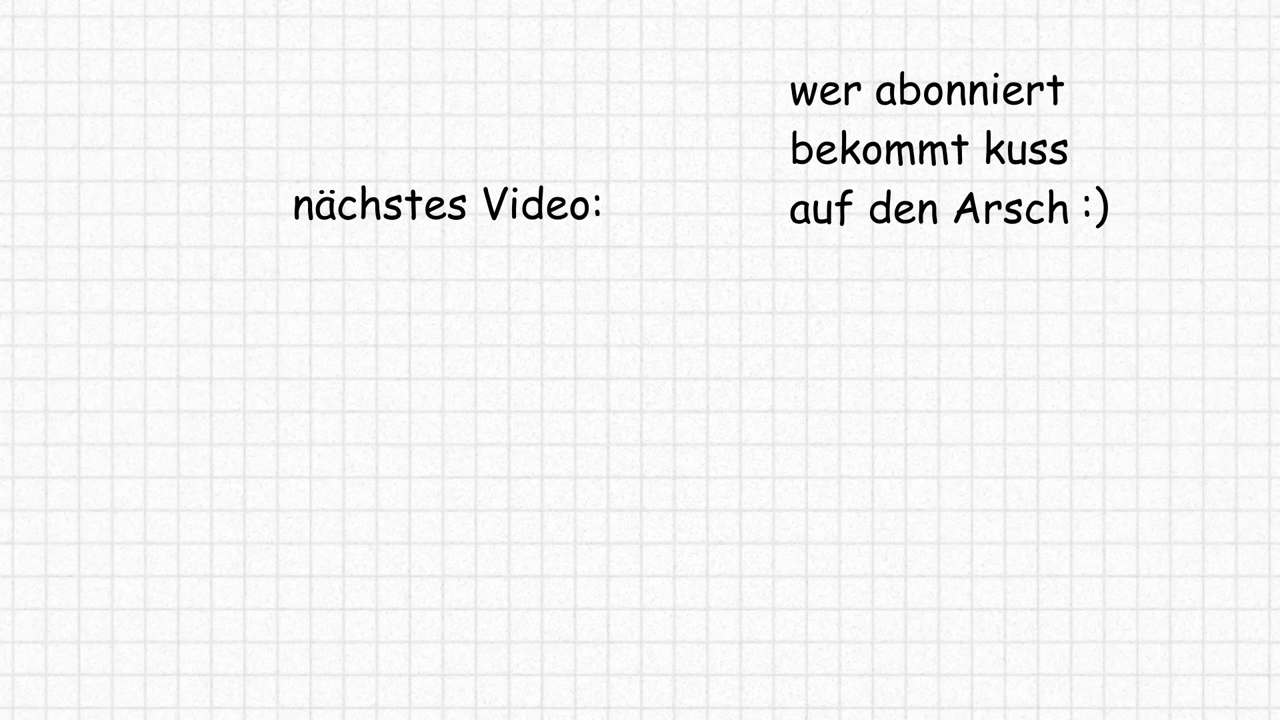 nächstes Video:
wer abonniert
bekommt kuss
auf den Arsch :)